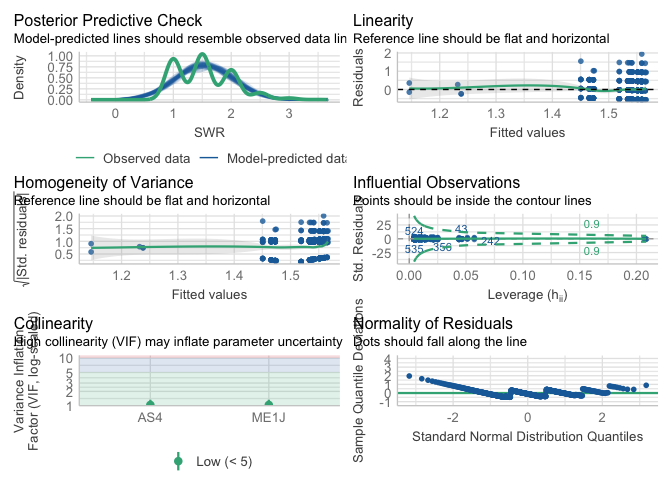 Posterior Predictive Check
Model-predicted lines should resemble observed data lin
Density
1.00
0.75
0.50
0.25
0.00
0
1
2
3
SWR
Observed data
Model-predicted data
Linearity
Reference line should be flat and horizontal
Residuals
2
1
0
1.2
1.3
1.4
1.5
Fitted values
Homogeneity of Variance
Reference line should be flat and horizontal
√|Std. residuals|
2.0
1.5
1.0
0.5
1.2
1.3
1.4
1.5
Fitted values
Influential Observations
Points should be inside the contour lines
Std. Residuals
25
0
-25
524
43
0.9
535
358
242
0.9
0.00
0.05
0.10
0.15
0.20
Leverage (hii)
Collinearity
High collinearity (VIF) may inflate parameter uncertainty
Variance Inflation
Factor (VIF, log-scaled)
10
5
3
2
1
AS4
ME1J
Low (< 5)
Normality of Residuals
Dots should fall along the line
Sample Quantile Deviations
4
3
2
1
0
-1
-2
0
2
Standard Normal Distribution Quantiles